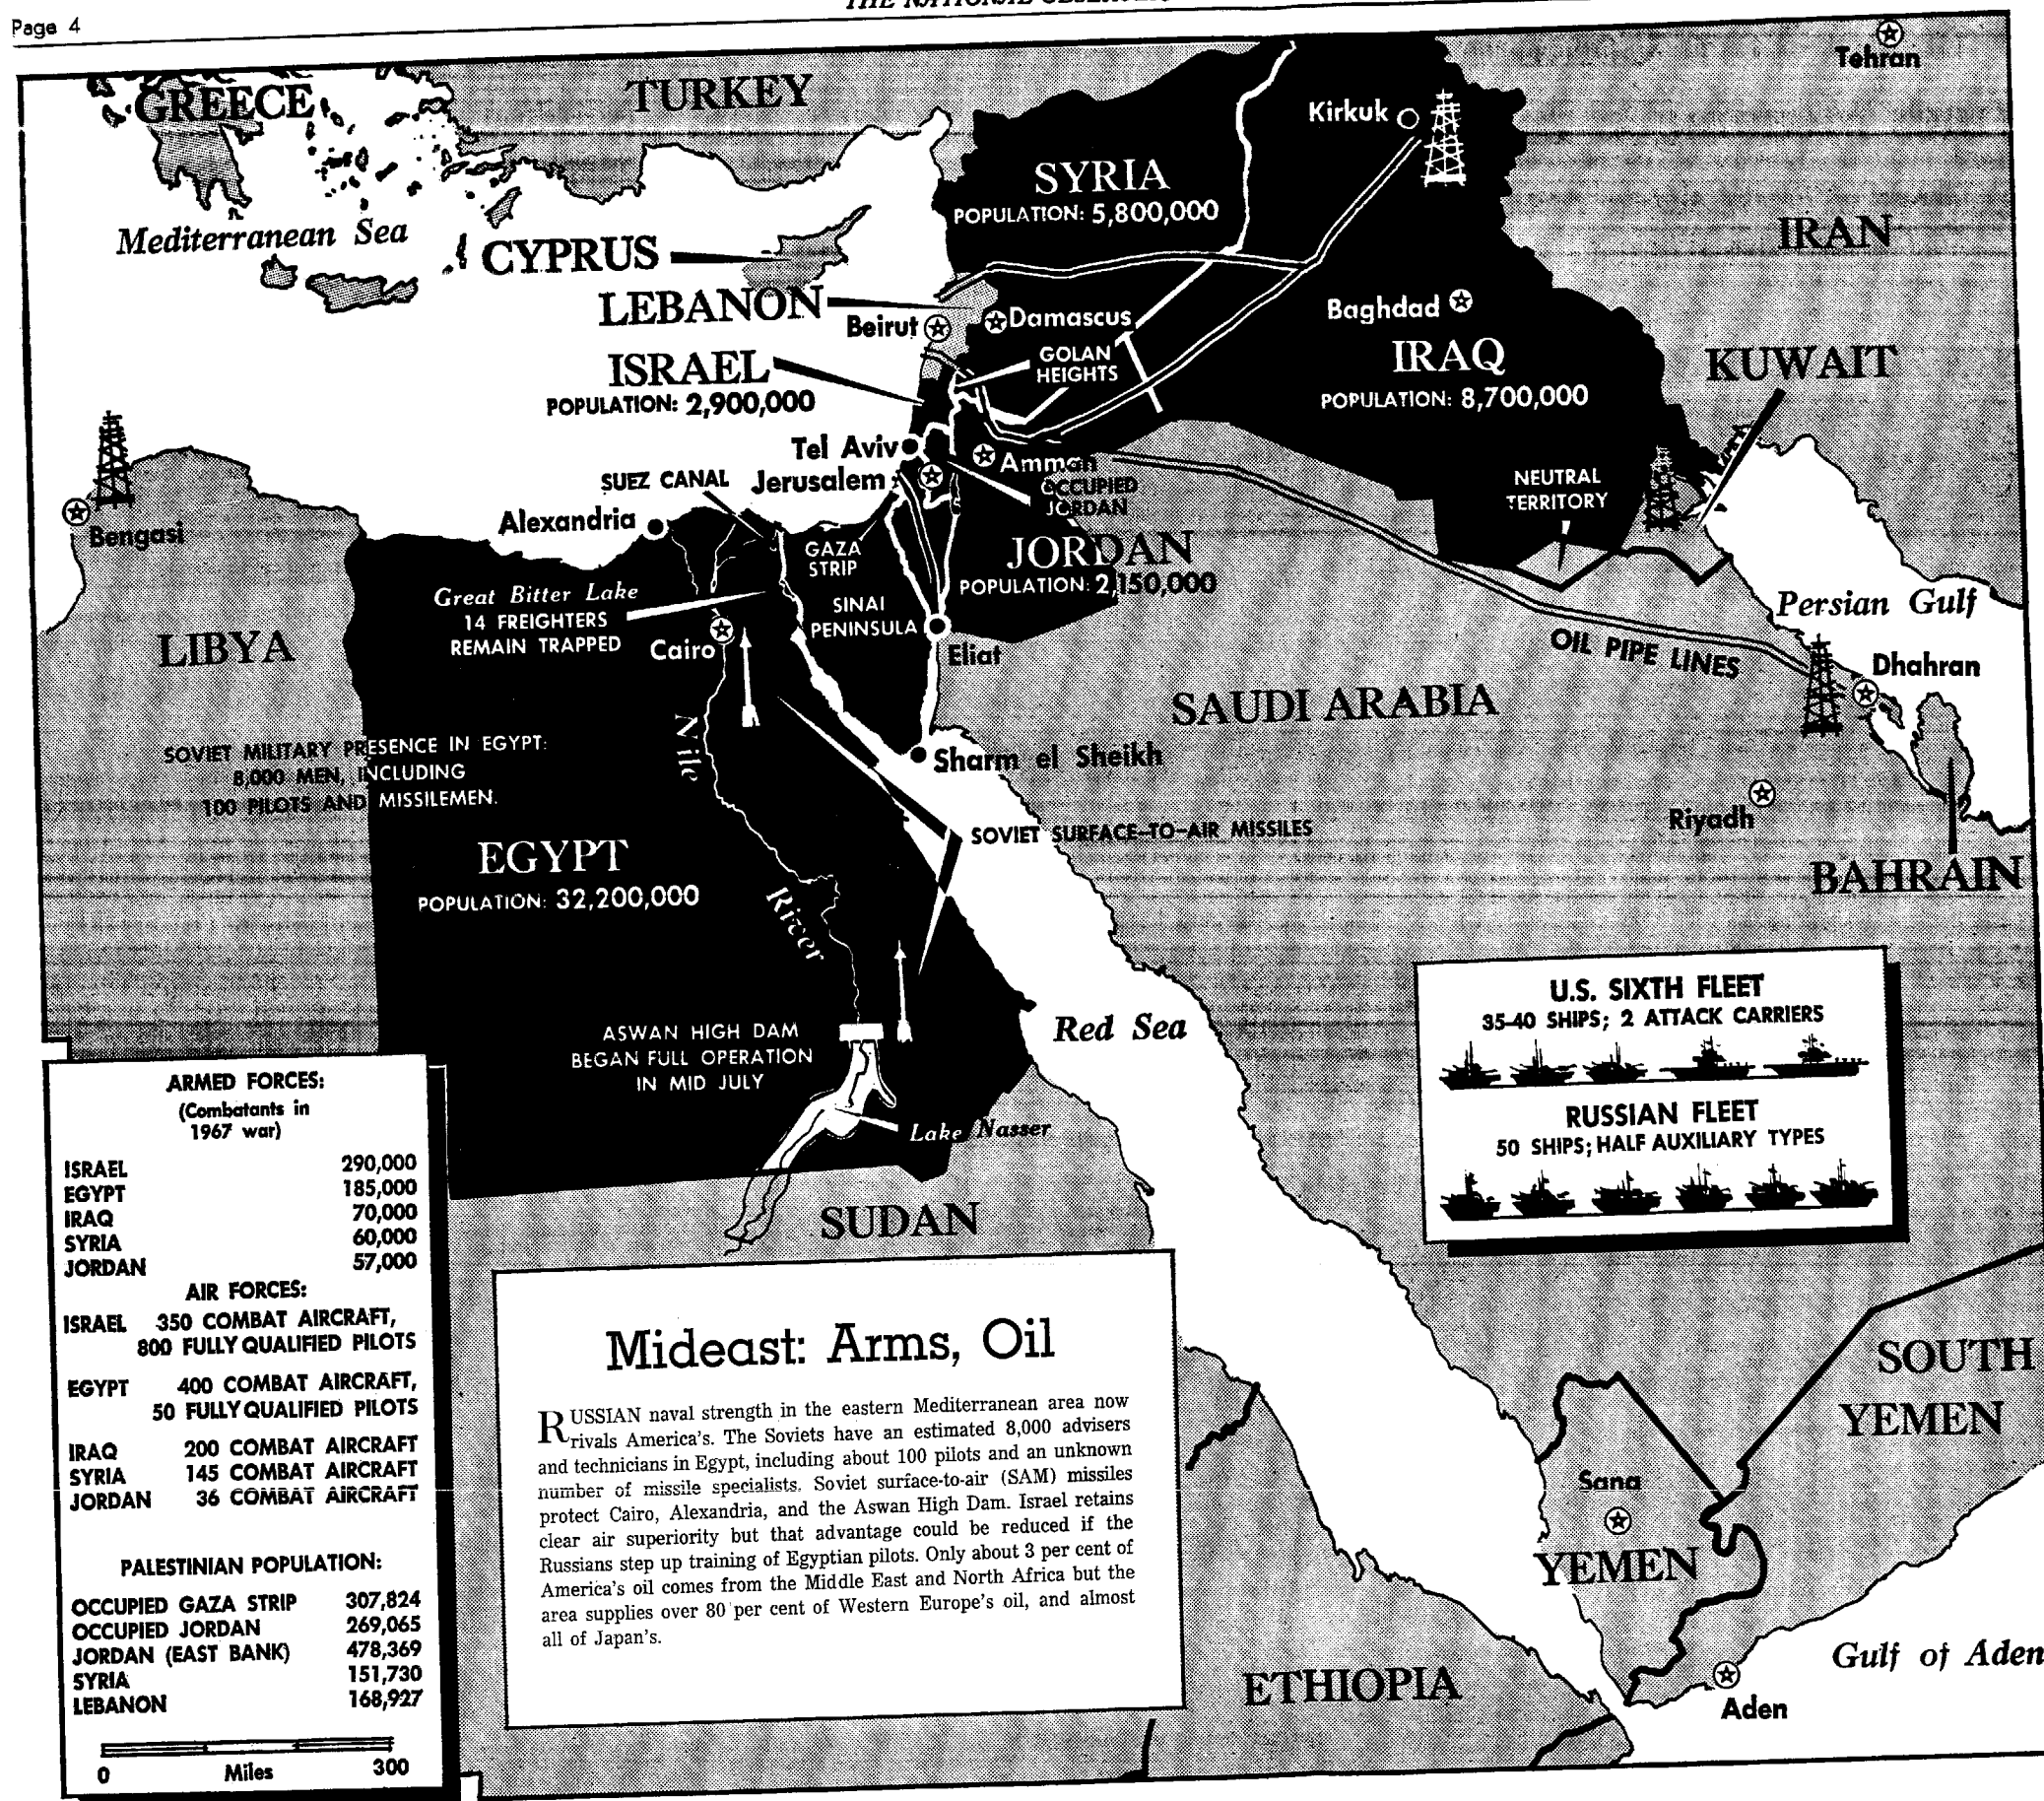 Page 4
THE NATIONAL OBSERVER
Tehran
GREECE
TURKEY
Kirkuk
SYRIA
POPULATION: 5,800,000
Mediterranean Sea
CYPRUS
IRAN
LEBANON
Beirut
Damascus
Baghdad
GOLAN
HEIGHTS
ISRAEL
POPULATION: 2,900,000
IRAQ
POPULATION: 8,700,000
KUWAIT
Tel Aviv
Jerusalem
Amman
OCCUPIED
JORDAN
SUEZ CANAL
NEUTRAL
TERRITORY
Bengasi
Alexandria
GAZA
STRIP
JORDAN
POPULATION: 2,150,000
Great Bitter Lake
14 FREIGHTERS
REMAIN TRAPPED
SINAI
PENINSULA
Persian Gulf
LIBYA
Cairo
Eliat
OIL PIPE LINES
Dhahran
SAUDI ARABIA
Nile
SOVIET MILITARY PRESENCE IN EGYPT:
8,000 MEN, INCLUDING
100 PILOTS AND MISSILEMEN.
Sharm el Sheikh
Riyadh
SOVIET SURFACE-TO-AIR MISSILES
EGYPT
POPULATION: 32,200,000
BAHRAIN
River
ASWAN HIGH DAM
BEGAN FULL OPERATION
IN MID JULY
Red Sea
Lake Nasser
U.S. SIXTH FLEET
35-40 SHIPS; 2 ATTACK CARRIERS
RUSSIAN FLEET
50 SHIPS; HALF AUXILIARY TYPES
SUDAN
ARMED FORCES:
(Combatants in
1967 war)
ISRAEL 290,000
EGYPT 185,000
IRAQ 70,000
SYRIA 60,000
JORDAN 57,000
AIR FORCES:
ISRAEL 350 COMBAT AIRCRAFT,
800 FULLY QUALIFIED PILOTS
EGYPT 400 COMBAT AIRCRAFT,
50 FULLY QUALIFIED PILOTS
IRAQ 200 COMBAT AIRCRAFT
SYRIA 145 COMBAT AIRCRAFT
JORDAN 36 COMBAT AIRCRAFT
PALESTINIAN POPULATION:
OCCUPIED GAZA STRIP 307,824
OCCUPIED JORDAN 269,065
JORDAN (EAST BANK) 478,369
SYRIA 151,730
LEBANON 168,927
0 Miles 300
Mideast: Arms, Oil
RUSSIAN naval strength in the eastern Mediterranean area now
rivals America's. The Soviets have an estimated 8,000 advisers
and technicians in Egypt, including about 100 pilots and an unknown
number of missile specialists. Soviet surface-to-air (SAM) missiles
protect Cairo, Alexandria, and the Aswan High Dam. Israel retains
clear air superiority but that advantage could be reduced if the
Russians step up training of Egyptian pilots. Only about 3 per cent of
America's oil comes from the Middle East and North Africa but the
area supplies over 80 per cent of Western Europe's oil, and almost
all of Japan's.
SOUTH
YEMEN
Sana
YEMEN
ETHIOPIA
Aden
Gulf of Aden